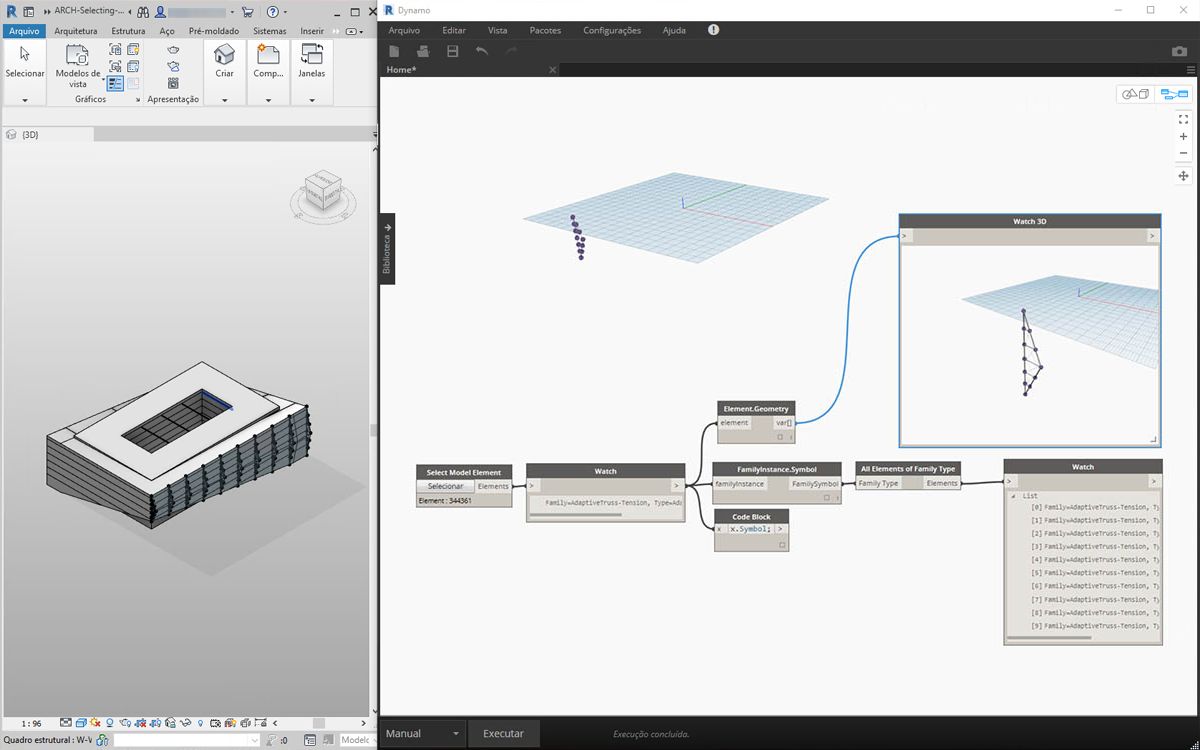 ARCH-Selecting-...
Arquivo Arquitetura Estrutura Aço Pré-moldado Sistemas Inserir
Selecionar
Modelos de vista
Criar
Comp...
Janelas
Gráficos
Apresentação
{3D}
1 : 96
Quadro estrutural : W-V
:0
Modelo
Dynamo
Arquivo Editar Vista Pacotes Configurações Ajuda
Home*
Biblioteca
Watch 3D
> >
Element.Geometry
element var[]
Select Model Element
Selecionar Elements
Element : 344361
Watch
> >
Family=AdaptiveTruss-Tension, Type=Ada
FamilyInstance.Symbol
familyInstance FamilySymbol
Code Block
x x.Symbol; >
All Elements of Family Type
Family Type Elements
Watch
> >
List
[0] Family=AdaptiveTruss-Tension, Ty
[1] Family=AdaptiveTruss-Tension, Ty
[2] Family=AdaptiveTruss-Tension, Ty
[3] Family=AdaptiveTruss-Tension, Ty
[4] Family=AdaptiveTruss-Tension, Ty
[5] Family=AdaptiveTruss-Tension, Ty
[6] Family=AdaptiveTruss-Tension, Ty
[7] Family=AdaptiveTruss-Tension, Ty
[8] Family=AdaptiveTruss-Tension, Ty
[9] Family=AdaptiveTruss-Tension, Ty
Manual Executar Execução concluída.